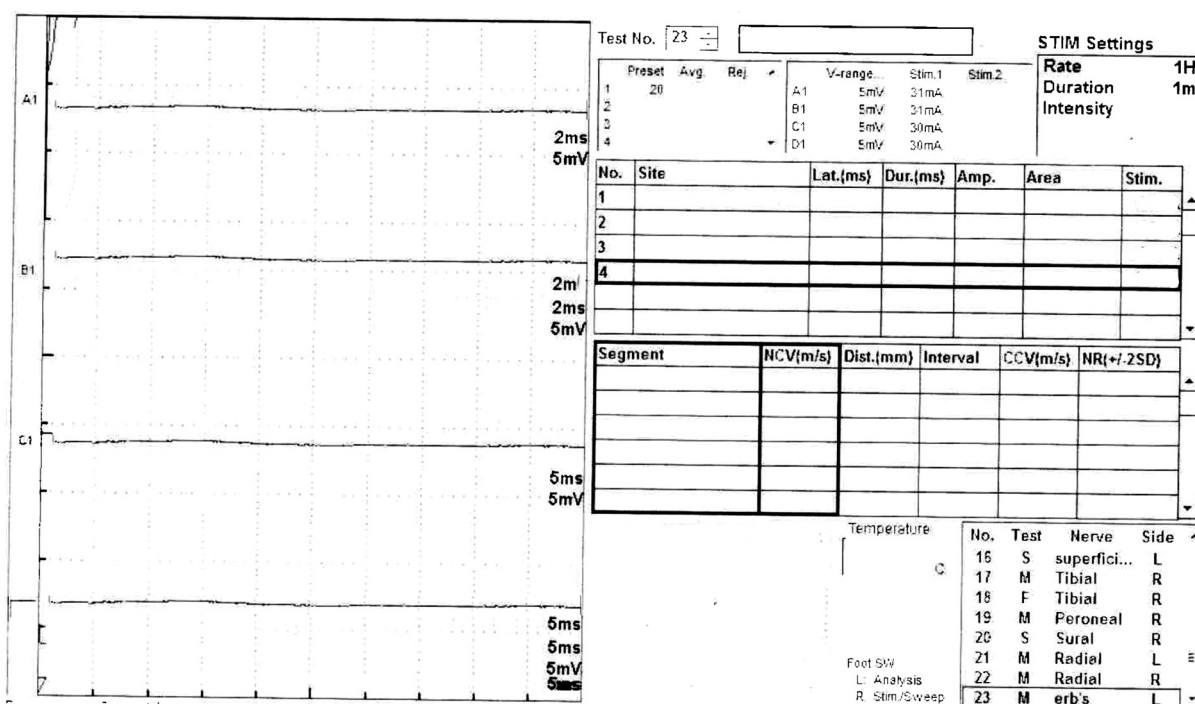 A1
2ms
5mV
B1
2m
2ms
5mV
C1
5ms
5mV
5ms
5ms
5mV
5ms
Test No. 23
Preset Avg. Rej.
1 20
2
3
4
V-range... Stim.1 Stim.2
A1 5mV 31mA
B1 5mV 31mA
C1 5mV 30mA
D1 5mV 30mA
STIM Settings
Rate 1H
Duration 1m
Intensity
No. Site Lat.(ms) Dur.(ms) Amp. Area Stim.
1
2
3
4
Segment NCV(m/s) Dist.(mm) Interval CCV(m/s) NR(+/-2SD)
Temperature
C
Foot SW
L: Analysis
R: Stim./Sweep
No. Test Nerve Side
16 S superfici... L
17 M Tibial R
18 F Tibial R
19 M Peroneal R
20 S Sural R
21 M Radial L
22 M Radial R
23 M erb's L